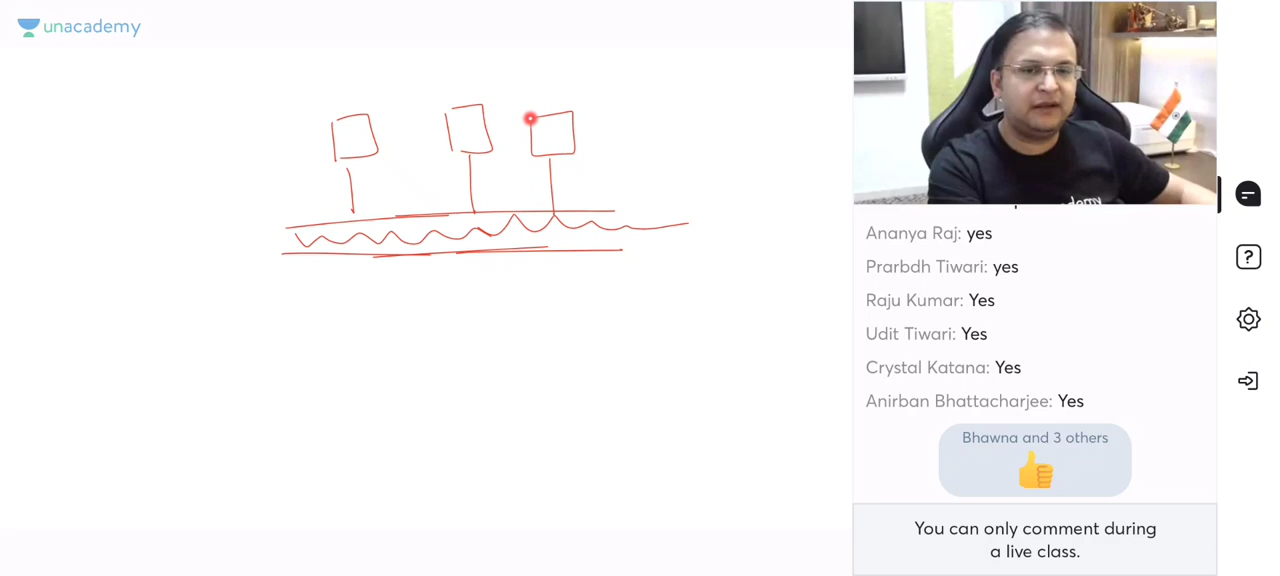 unacademy
Ananya Raj: yes
Prarbdh Tiwari: yes
Raju Kumar: Yes
Udit Tiwari: Yes
Crystal Katana: Yes
Anirban Bhattacharjee: Yes
Bhawna and 3 others
You can only comment during
a live class.